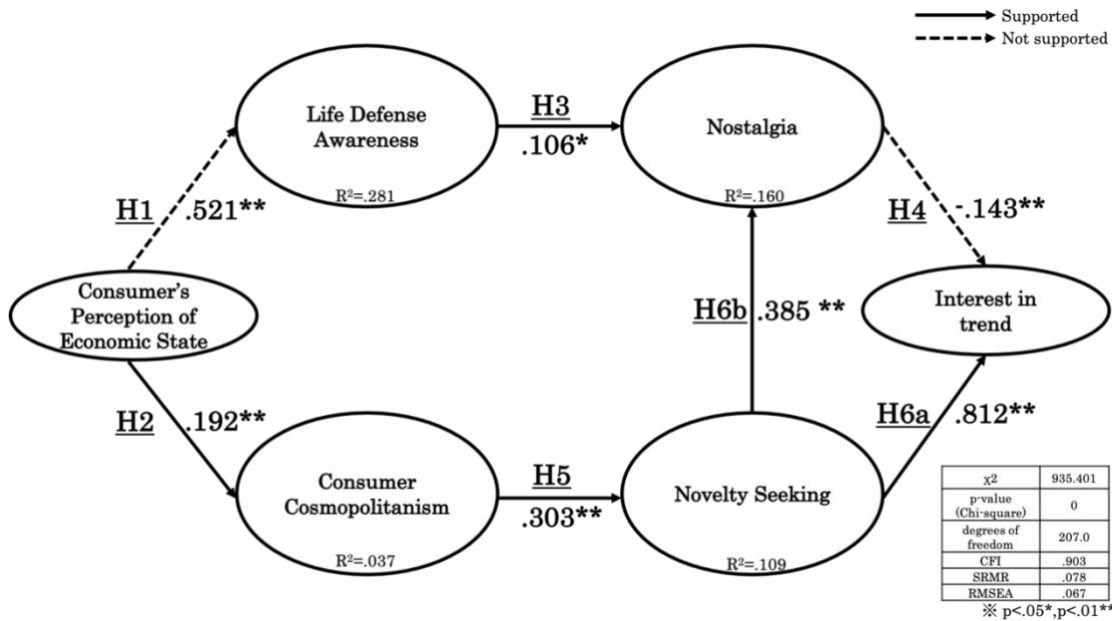 Supported
Not supported
Life Defense
Awareness
R²=.281
H3
.106*
Nostalgia
R²=.160
H1
.521**
H4
-.143**
Consumer's
Perception of
Economic State
H6b
.385 **
Interest in
trend
H2
.192**
H6a
.812**
Consumer
Cosmopolitanism
R²=.037
H5
.303**
Novelty Seeking
R²=.109
χ2 935.401
p-value
(Chi-square) 0
degrees of
freedom 207.0
CFI .903
SRMR .078
RMSEA .067
※ p<.05*,p<.01**